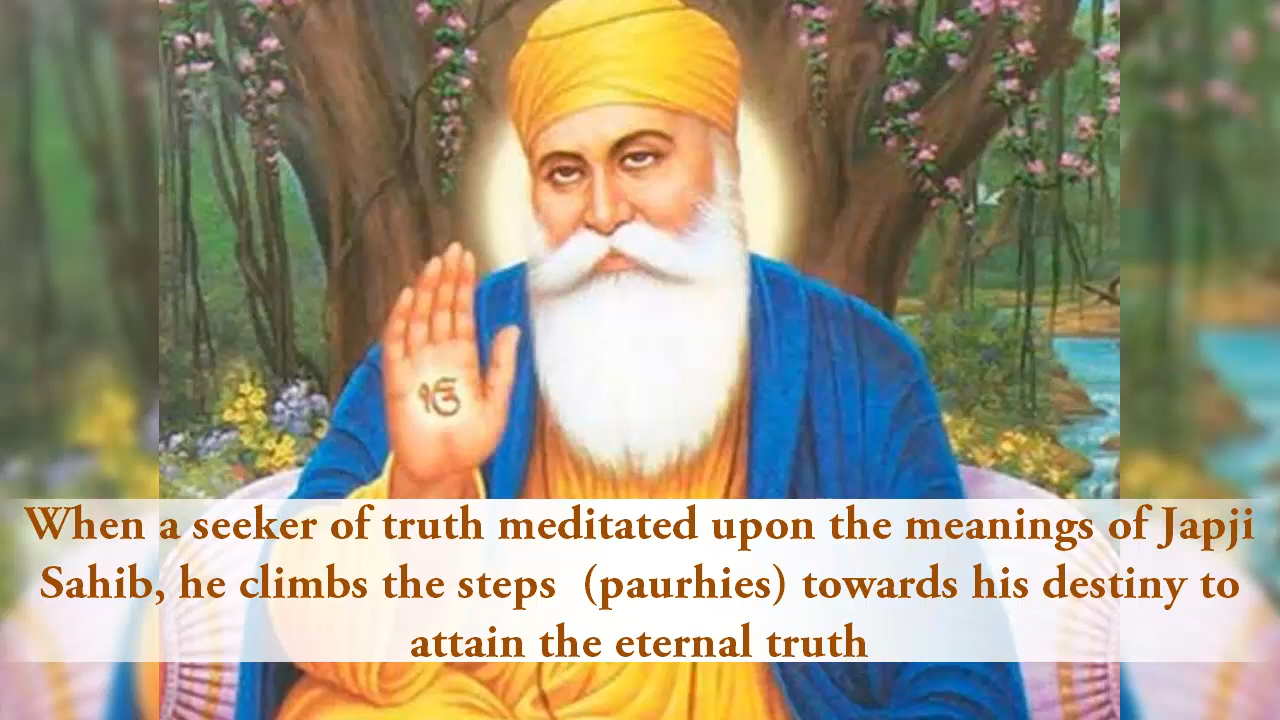 ੴ
When a seeker of truth meditated upon the meanings of Japji
Sahib, he climbs the steps  (paurhies) towards his destiny to
attain the eternal truth